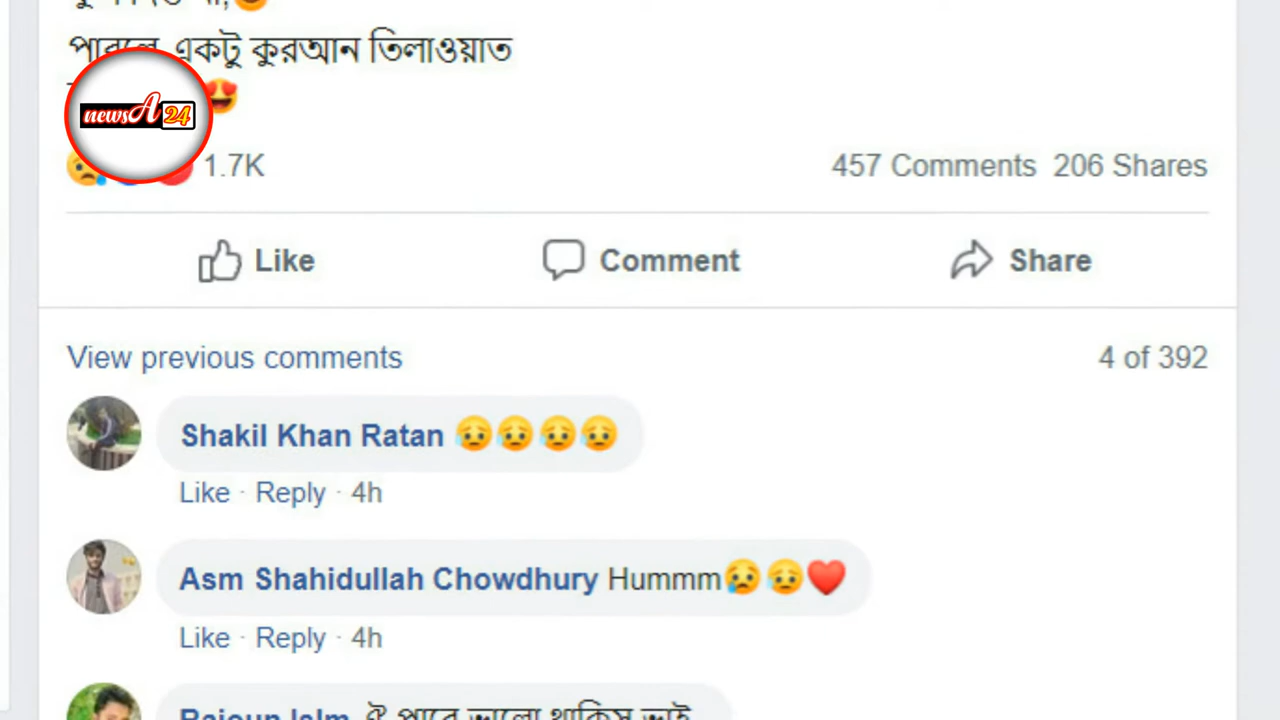 পারলে একটু কুরআন তিলাওয়াত
newsA24
1.7K 457 Comments 206 Shares
Like Comment Share
View previous comments 4 of 392
Shakil Khan Ratan 😥😥😥😥
Like · Reply · 4h
Asm Shahidullah Chowdhury Hummm😢😥❤️
Like · Reply · 4h
ঐ পারে ভালো থাকিস ভাই